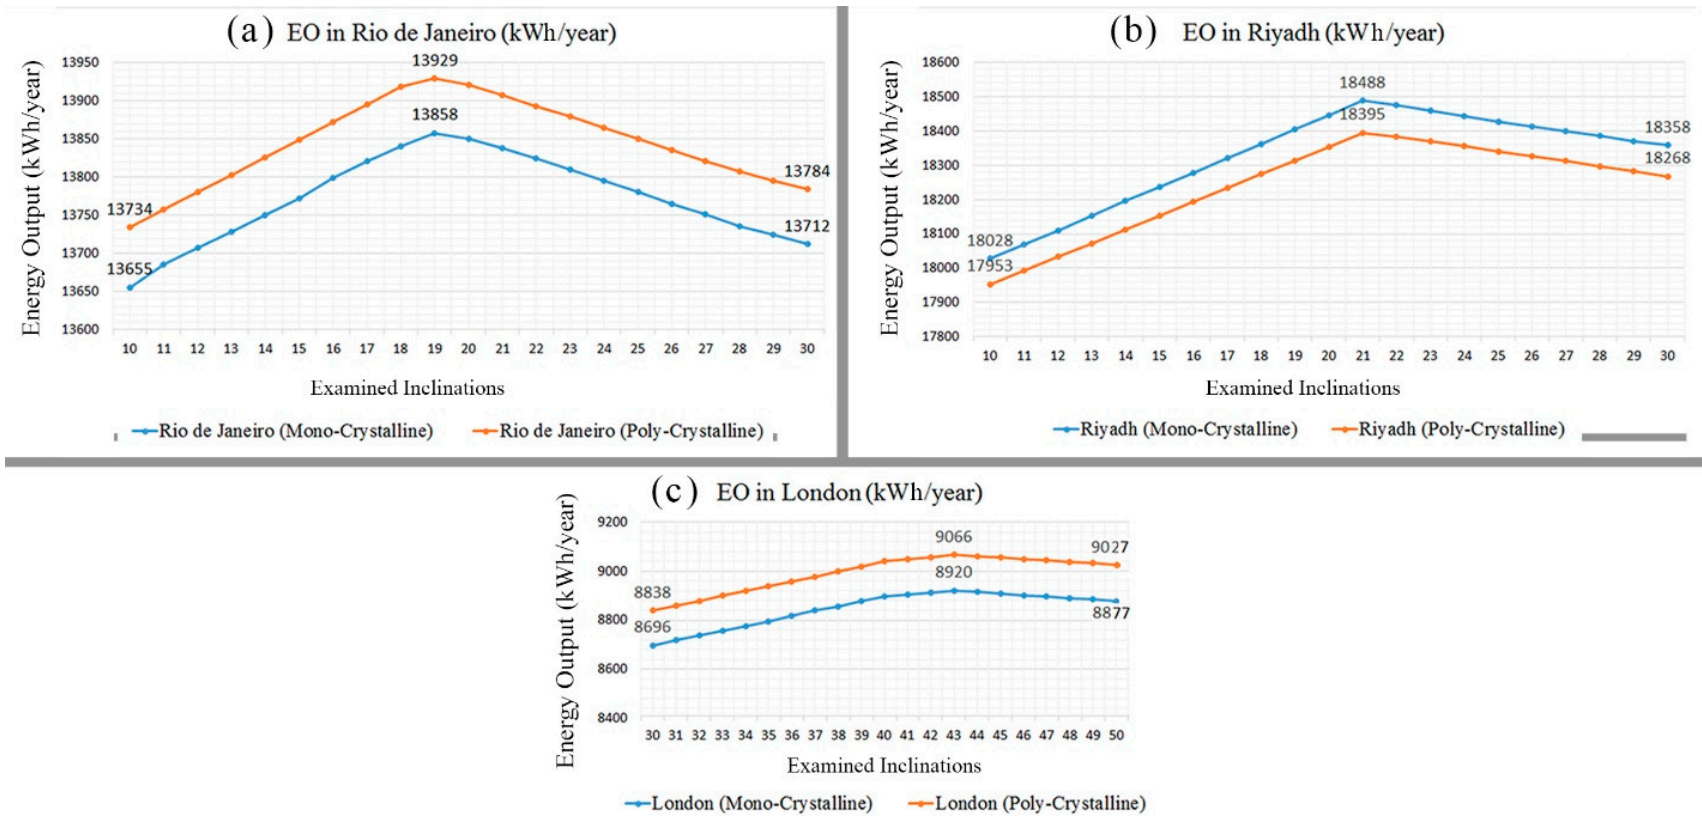 (a) EO in Rio de Janeiro (kWh/year)
Energy Output (kWh/year)
13950
13900
13850
13800
13750
13700
13650
13600
13929
13858
13734
13655
13784
13712
10 11 12 13 14 15 16 17 18 19 20 21 22 23 24 25 26 27 28 29 30
Examined Inclinations
Rio de Janeiro (Mono-Crystalline) Rio de Janeiro (Poly-Crystalline)
(b) EO in Riyadh (kWh/year)
Energy Output (kWh/year)
18600
18500
18400
18300
18200
18100
18000
17900
17800
18488
18395
18358
18268
18028
17953
10 11 12 13 14 15 16 17 18 19 20 21 22 23 24 25 26 27 28 29 30
Examined Inclinations
Riyadh (Mono-Crystalline) Riyadh (Poly-Crystalline)
(c) EO in London (kWh/year)
Energy Output (kWh/year)
9200
9000
8800
8600
8400
9066
9027
8920
8838
8877
8696
30 31 32 33 34 35 36 37 38 39 40 41 42 43 44 45 46 47 48 49 50
Examined Inclinations
London (Mono-Crystalline) London (Poly-Crystalline)